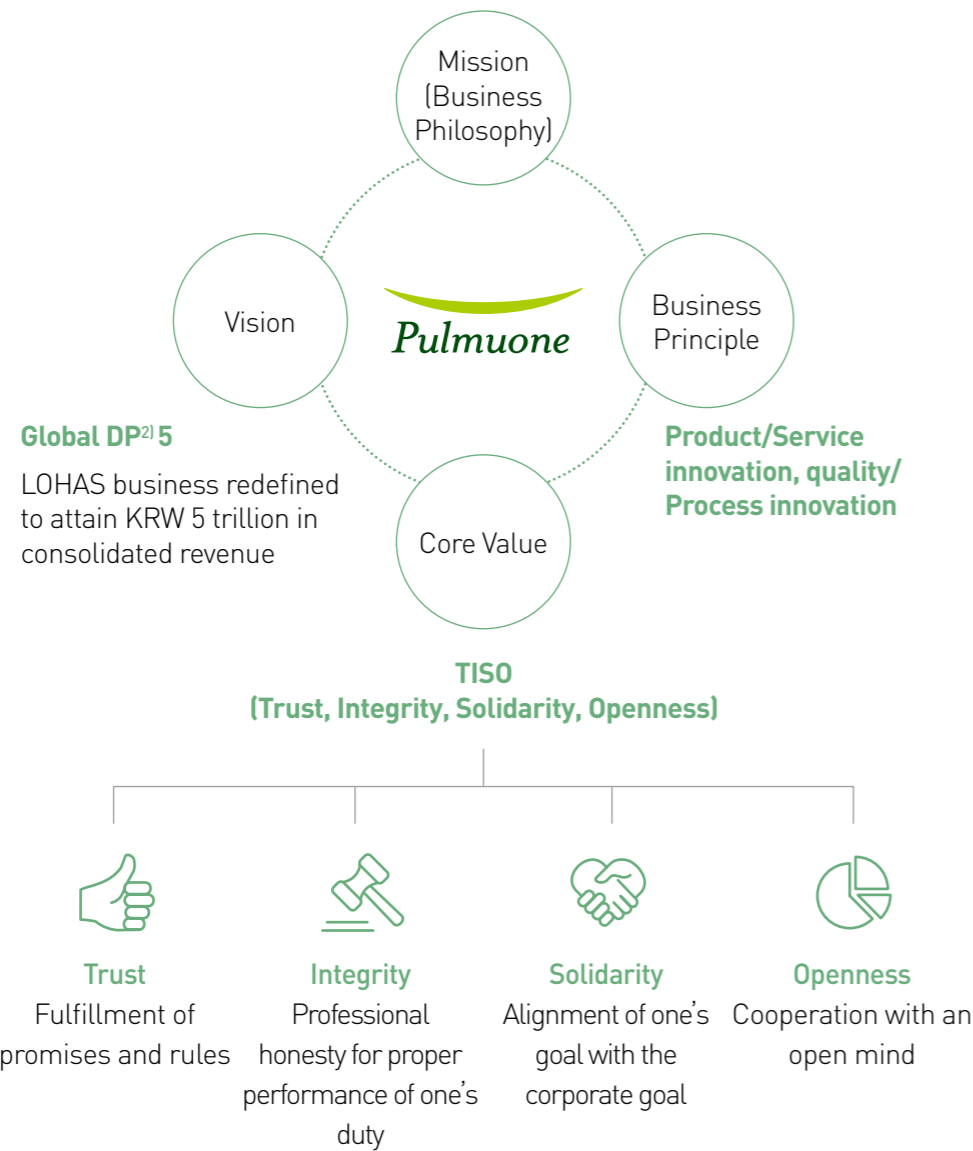 Mission
(Business
Philosophy)
Vision
Pulmuone
Business
Principle
Global DP2) 5
LOHAS business redefined
to attain KRW 5 trillion in
consolidated revenue
Product/Service
innovation, quality/
Process innovation
Core Value
TISO
(Trust, Integrity, Solidarity, Openness)
Trust
Fulfillment of
promises and rules
Integrity
Professional
honesty for proper
performance of one's
duty
Solidarity
Alignment of one's
goal with the
corporate goal
Openness
Cooperation with an
open mind